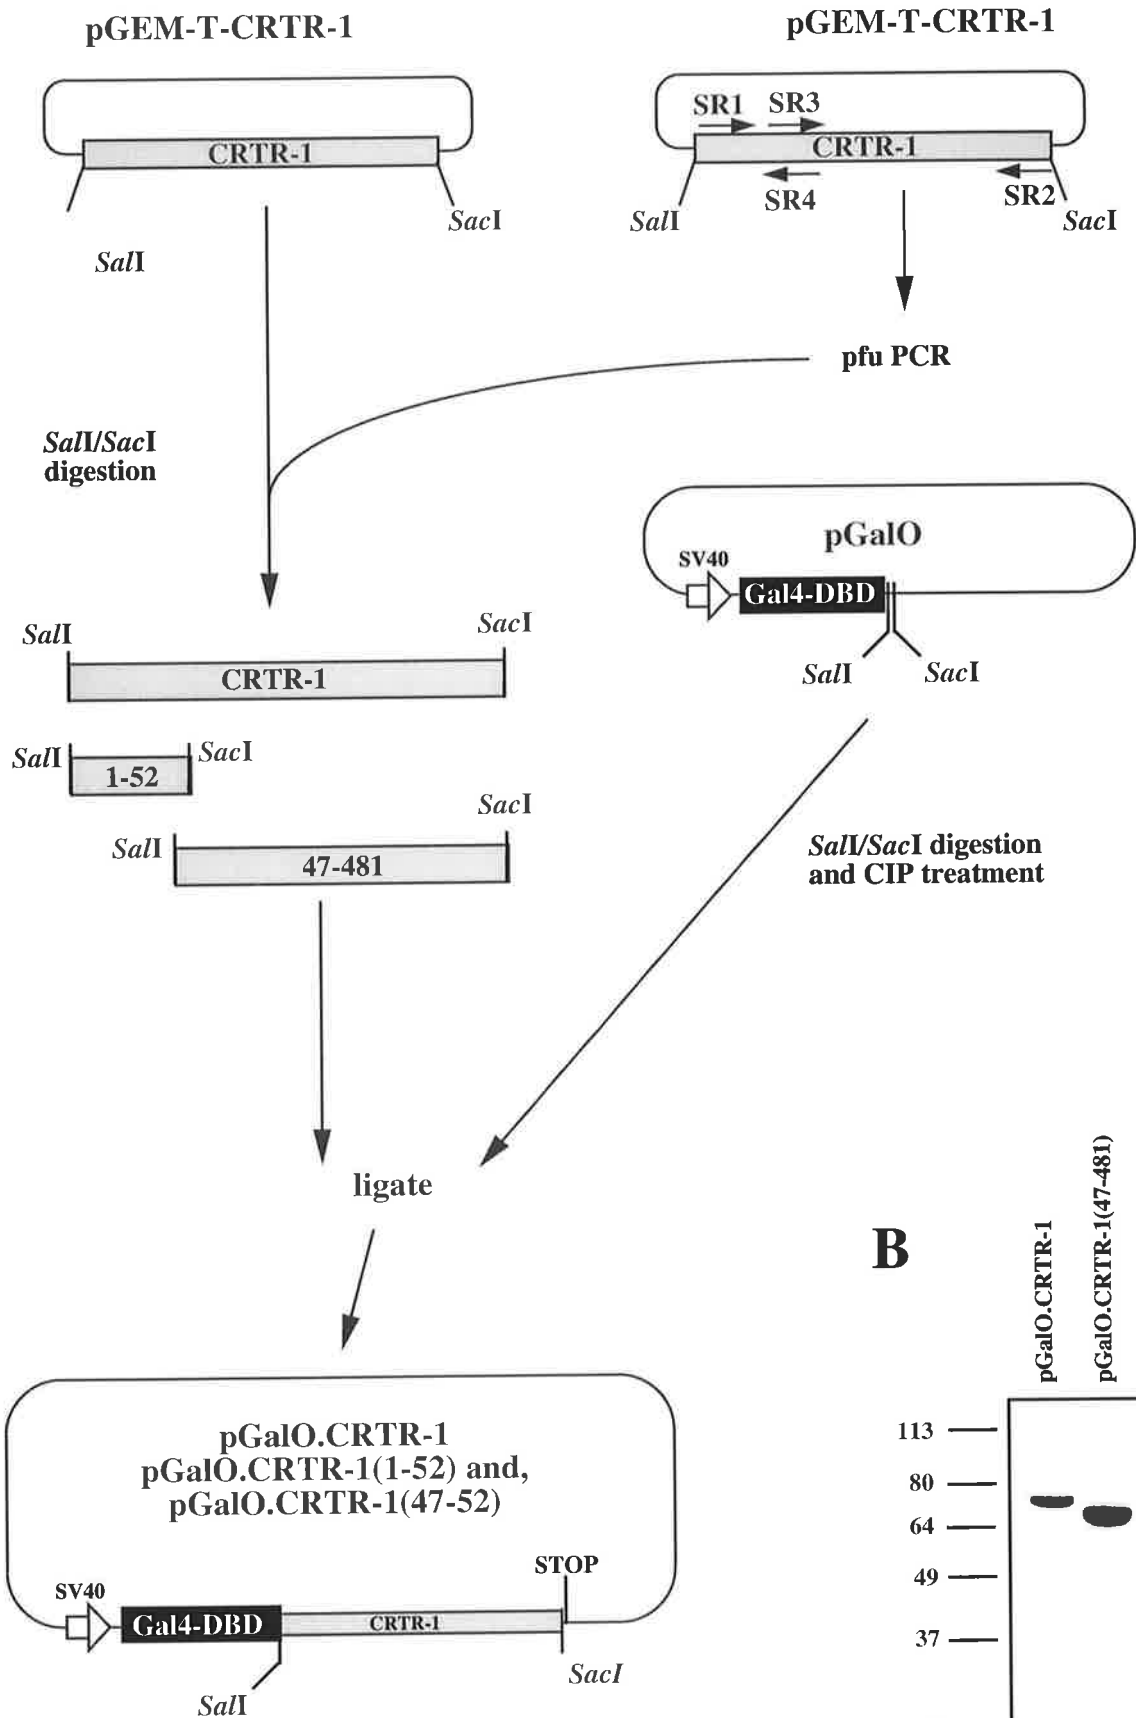 pGEM-T-CRTR-1
pGEM-T-CRTR-1
CRTR-1
SalI
SacI
SR1
SR3
CRTR-1
SR4
SR2
SalI
SacI
pfu PCR
SalI/SacI
digestion
pGalO
SV40
Gal4-DBD
SalI
SacI
SalI
SacI
CRTR-1
SalI
SacI
1-52
SacI
SalI
47-481
SalI/SacI digestion
and CIP treatment
ligate
B
pGalO.CRTR-1
pGalO.CRTR-1(47-481)
113
80
64
49
37
pGalO.CRTR-1
pGalO.CRTR-1(1-52) and,
pGalO.CRTR-1(47-52)
STOP
SV40
Gal4-DBD
CRTR-1
SalI
SacI